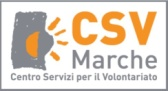 CSV
Marche
Centro Servizi per il Volontariato